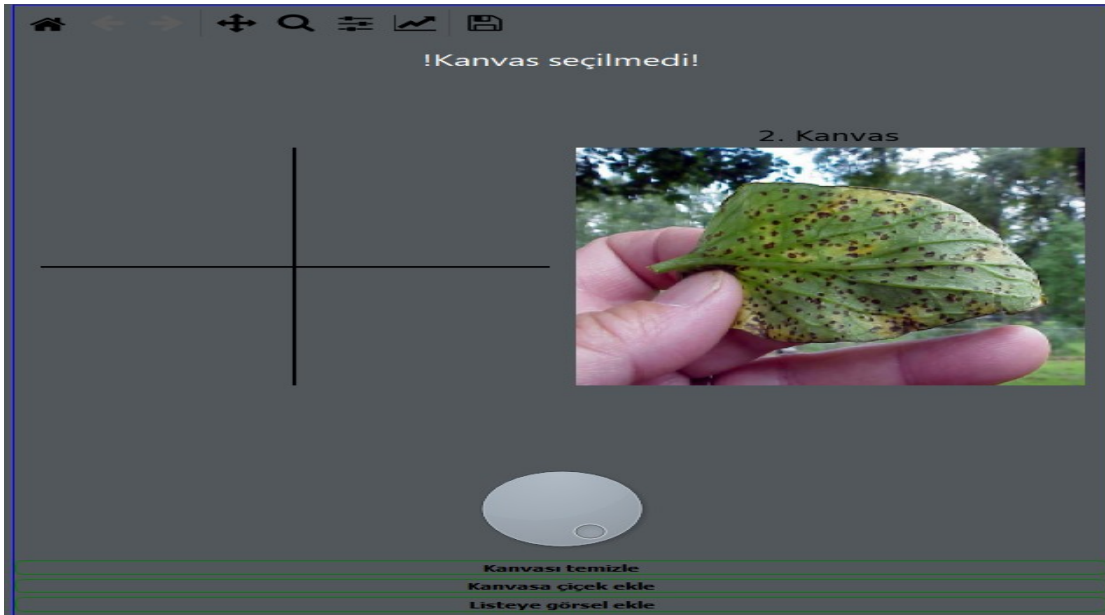 !Kanvas seçilmedi!
2. Kanvas
Kanvası temizle
Kanvasa çiçek ekle
Listeye görsel ekle